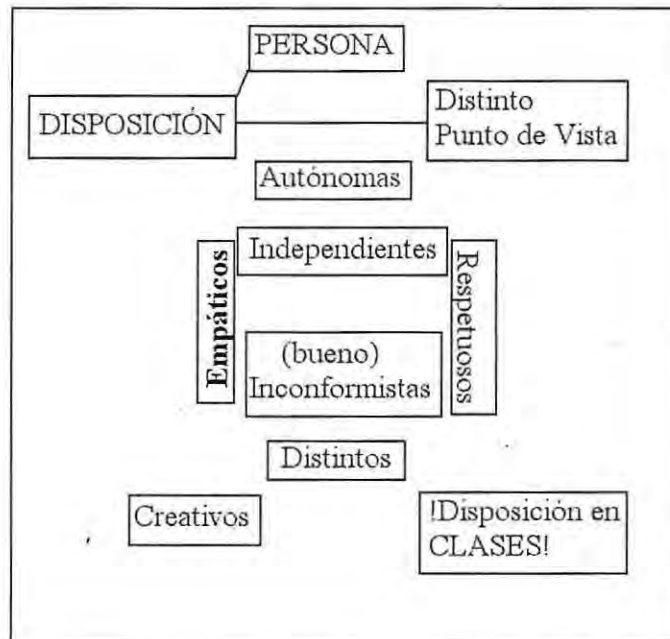 PERSONA
DISPOSICIÓN
Distinto
Punto de Vista
Autónomas
Independientes
Empáticos
Respetuosos
(bueno)
Inconformistas
Distintos
Creativos
!Disposición en
CLASES!